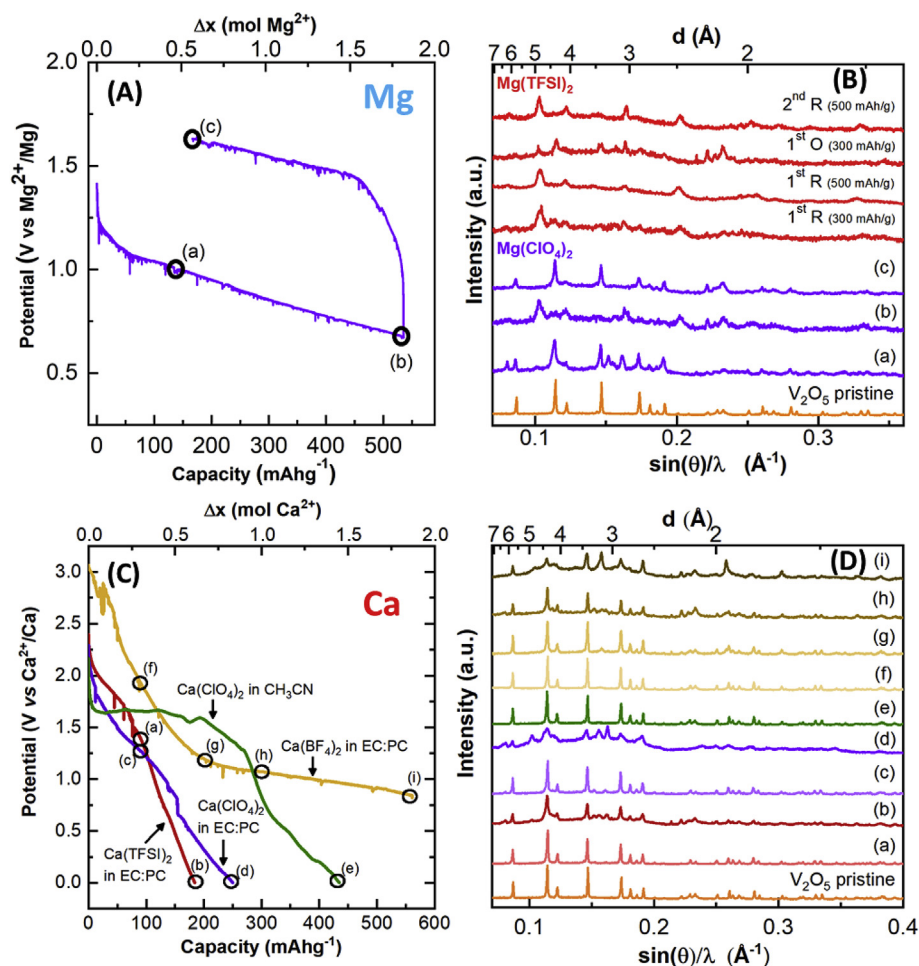 Δx (mol Mg²⁺)
0.0 0.5 1.0 1.5 2.0
(A)
Mg
2.0
1.5
1.0
0.5
Potential (V vs Mg²⁺/Mg)
(c)
(a)
(b)
0 100 200 300 400 500
Capacity (mAhg⁻¹)
d (Å)
7 6 5 4 3 2
(B)
Mg(TFSI)₂
2ⁿᵈ R (500 mAh/g)
1ˢᵗ O (300 mAh/g)
1ˢᵗ R (500 mAh/g)
1ˢᵗ R (300 mAh/g)
Mg(ClO₄)₂
(c)
(b)
(a)
V₂O₅ pristine
Intensity (a.u.)
0.1 0.2 0.3
sin(θ)/λ (Å⁻¹)
Δx (mol Ca²⁺)
0.0 0.5 1.0 1.5 2.0
(C)
Ca
3.0
2.5
2.0
1.5
1.0
0.5
0.0
Potential (V vs Ca²⁺/Ca)
(f)
Ca(ClO₄)₂ in CH₃CN
(a)
(c)
(g)
(h)
Ca(BF₄)₂ in EC:PC
(i)
Ca(TFSI)₂
in EC:PC
Ca(ClO₄)₂
in EC:PC
(b)
(d)
(e)
0 100 200 300 400 500 600
Capacity (mAhg⁻¹)
d (Å)
7 6 5 4 3 2
(D)
(i)
(h)
(g)
(f)
(e)
(d)
(c)
(b)
(a)
V₂O₅ pristine
Intensity (a.u.)
0.1 0.2 0.3 0.4
sin(θ)/λ (Å⁻¹)